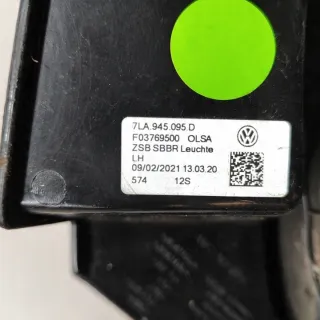 7LA.945.095 D
F03769500 OLSA
ZSB SBBR Leuchte
LH
09/02/2021 13.03.20
574 12S